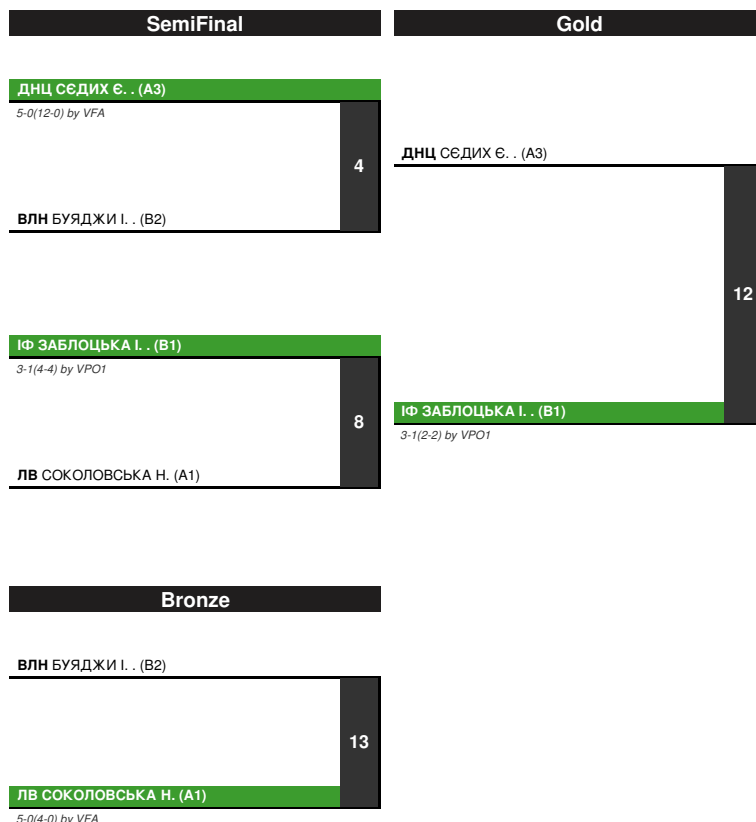 SemiFinal
Gold
ДНЦ СЄДИХ Є. . (A3)
5-0(12-0) by VFA
4
ВЛН БУЯДЖИ І. . (B2)
ІФ ЗАБЛОЦЬКА І. . (B1)
3-1(4-4) by VPO1
8
ЛВ СОКОЛОВСЬКА Н. (A1)
ДНЦ СЄДИХ Є. . (A3)
12
ІФ ЗАБЛОЦЬКА І. . (B1)
3-1(2-2) by VPO1
Bronze
ВЛН БУЯДЖИ І. . (B2)
13
ЛВ СОКОЛОВСЬКА Н. (A1)
5-0(4-0) by VFA